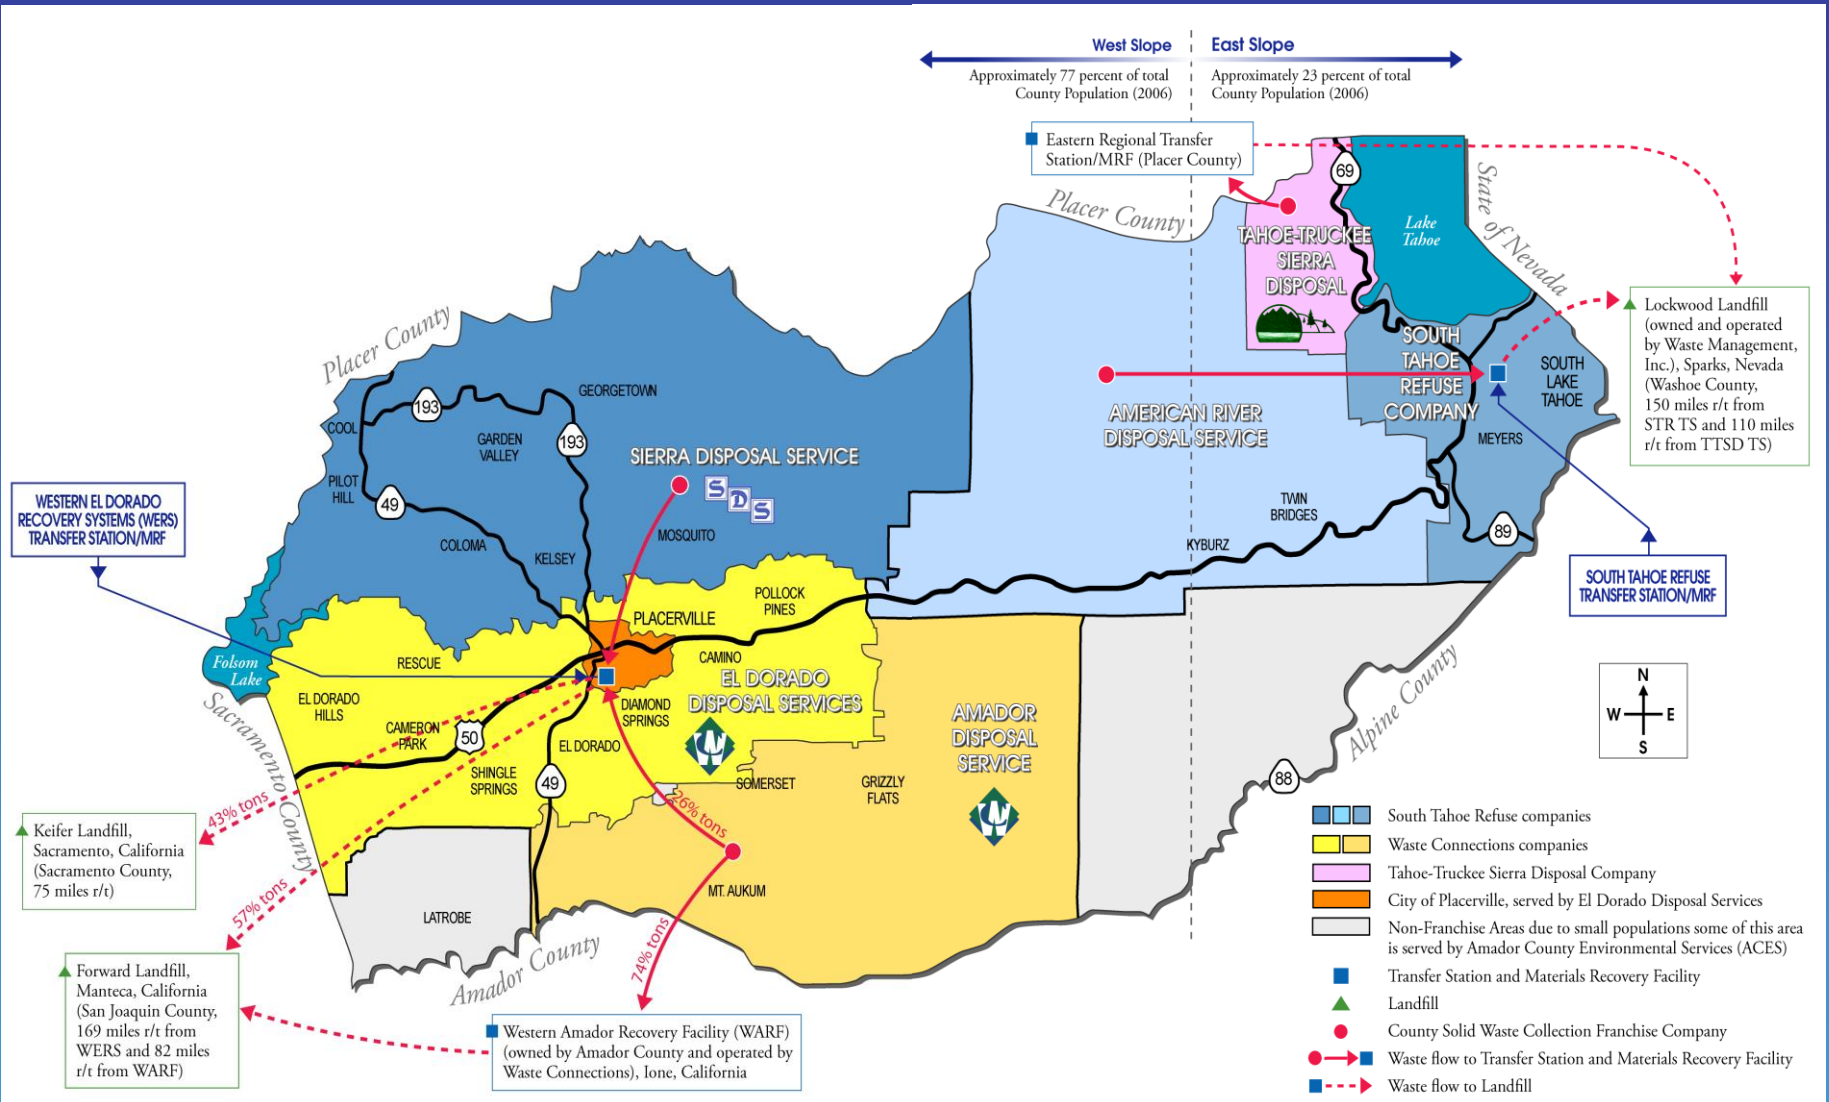 West Slope
East Slope
Approximately 77 percent of total
County Population (2006)
Approximately 23 percent of total
County Population (2006)
Eastern Regional Transfer
Station/MRF (Placer County)
69
Placer County
Lake
Tahoe
State of Nevada
TAHOE-TRUCKEE
SIERRA
DISPOSAL
Lockwood Landfill
(owned and operated
by Waste Management,
Inc.), Sparks, Nevada
(Washoe County,
150 miles r/t from
STR TS and 110 miles
r/t from TTSD TS)
Placer County
SOUTH
TAHOE
REFUSE
COMPANY
SOUTH
LAKE
TAHOE
MEYERS
193
GEORGETOWN
COOL
GARDEN
VALLEY
193
AMERICAN RIVER
DISPOSAL SERVICE
SIERRA DISPOSAL SERVICE
SDS
PILOT
HILL
49
MOSQUITO
COLOMA
KELSEY
TWIN
BRIDGES
KYBURZ
89
WESTERN EL DORADO
RECOVERY SYSTEMS (WERS)
TRANSFER STATION/MRF
SOUTH TAHOE REFUSE
TRANSFER STATION/MRF
POLLOCK
PINES
PLACERVILLE
CAMINO
Folsom
Lake
RESCUE
EL DORADO
DISPOSAL SERVICES
EL DORADO
HILLS
DIAMOND
SPRINGS
CAMERON
PARK
50
EL DORADO
AMADOR
DISPOSAL
SERVICE
Sacramento County
SHINGLE
SPRINGS
49
SOMERSET
GRIZZLY
FLATS
Alpine County
88
N
W
E
S
43% tons
26% tons
Keifer Landfill,
Sacramento, California
(Sacramento County,
75 miles r/t)
57% tons
MT. AUKUM
LATROBE
74% tons
Amador County
Forward Landfill,
Manteca, California
(San Joaquin County,
169 miles r/t from
WERS and 82 miles
r/t from WARF)
Western Amador Recovery Facility (WARF)
(owned by Amador County and operated by
Waste Connections), Ione, California
South Tahoe Refuse companies
Waste Connections companies
Tahoe-Truckee Sierra Disposal Company
City of Placerville, served by El Dorado Disposal Services
Non-Franchise Areas due to small populations some of this area
is served by Amador County Environmental Services (ACES)
Transfer Station and Materials Recovery Facility
Landfill
County Solid Waste Collection Franchise Company
Waste flow to Transfer Station and Materials Recovery Facility
Waste flow to Landfill